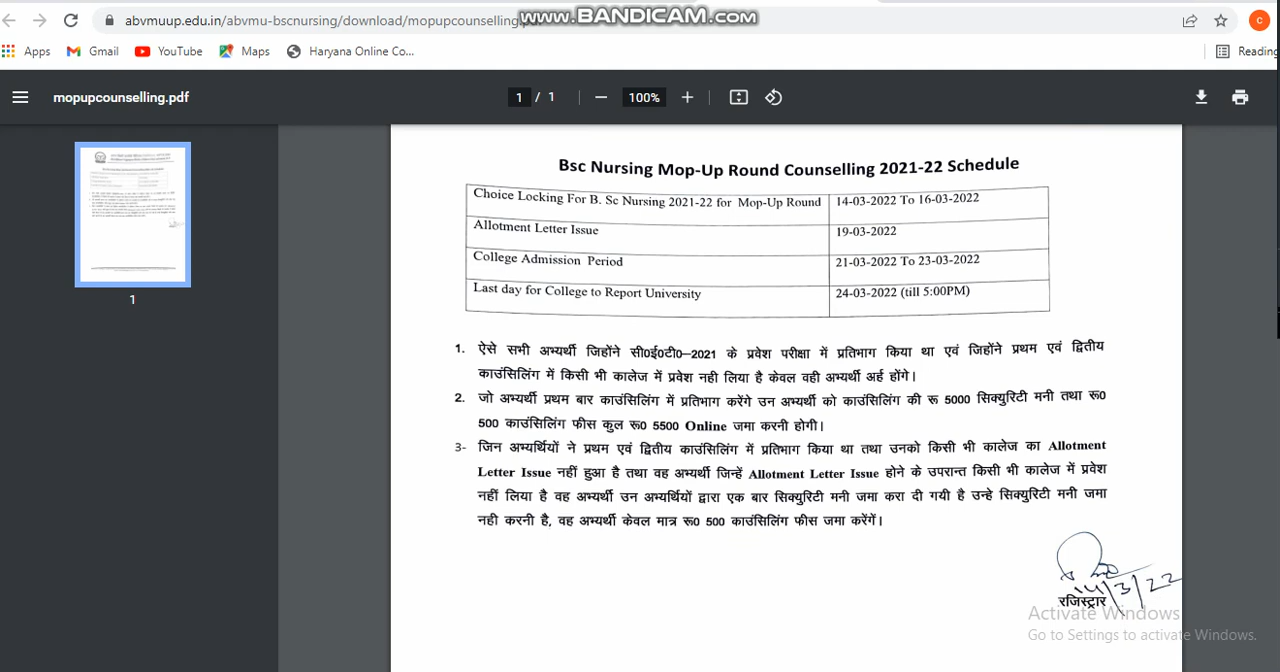 abvmuup.edu.in/abvmu-bscnursing/download/mopupcounselling.pdf
www.BANDICAM.com
C
Apps Gmail YouTube Maps Haryana Online Co... Reading
mopupcounselling.pdf 1 / 1 100%
1
Bsc Nursing Mop-Up Round Counselling 2021-22 Schedule
Choice Locking For B. Sc Nursing 2021-22 for Mop-Up Round 14-03-2022 To 16-03-2022
Allotment Letter Issue 19-03-2022
College Admission Period 21-03-2022 To 23-03-2022
Last day for College to Report University 24-03-2022 (till 5:00PM)
1. ऐसे सभी अभ्यर्थी जिहोंने सी0ई0टी0–2021 के प्रवेश परीक्षा में प्रतिभाग किया था एवं जिहोंने प्रथम एवं द्वितीय
काउंसिलिंग में किसी भी कालेज में प्रवेश नही लिया है केवल वही अभ्यर्थी अर्ह होंगे।
2. जो अभ्यर्थी प्रथम बार काउंसिलिंग में प्रतिभाग करेंगे उन अभ्यर्थी को काउंसिलिंग की रू 5000 सिक्युरिटी मनी तथा रू0
500 काउंसिलिंग फीस कुल रू0 5500 Online जमा करनी होगी।
3- जिन अभ्यर्थियों ने प्रथम एवं द्वितीय काउंसिलिंग में प्रतिभाग किया था तथा उनको किसी भी कालेज का Allotment
Letter Issue नहीं हुआ है तथा वह अभ्यर्थी जिन्हें Allotment Letter Issue होने के उपरान्त किसी भी कालेज में प्रवेश
नहीं लिया है वह अभ्यर्थी उन अभ्यर्थियों द्वारा एक बार सिक्युरिटी मनी जमा करा दी गयी है उन्हे सिक्युरिटी मनी जमा
नही करनी है, वह अभ्यर्थी केवल मात्र रू0 500 काउंसिलिंग फीस जमा करेंगें।
14/3/22
रजिस्ट्रार
Activate Windows
Go to Settings to activate Windows.